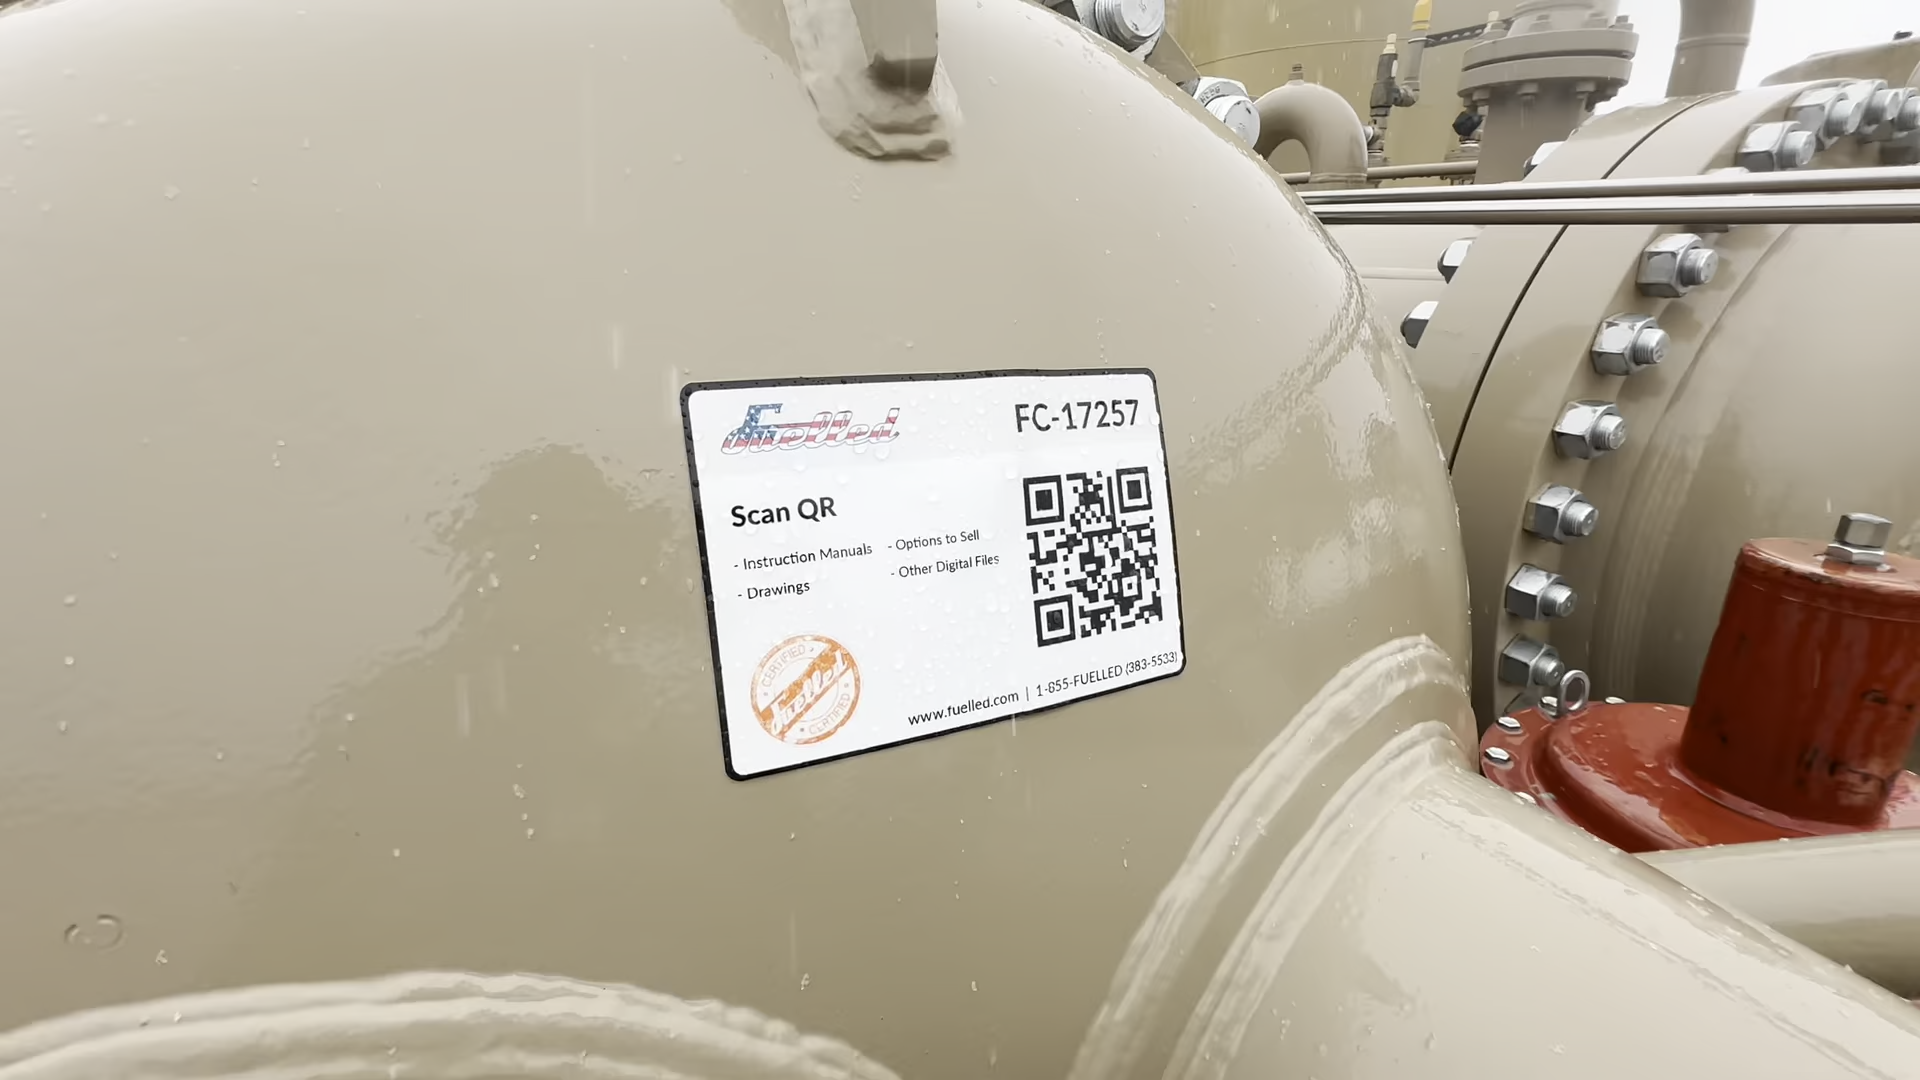 Fuelled
FC-17257
Scan QR
- Instruction Manuals
- Options to Sell
- Drawings
- Other Digital Files
CERTIFIED
Fuelled
CERTIFIED
www.fuelled.com | 1-855-FUELLED (383-5533)